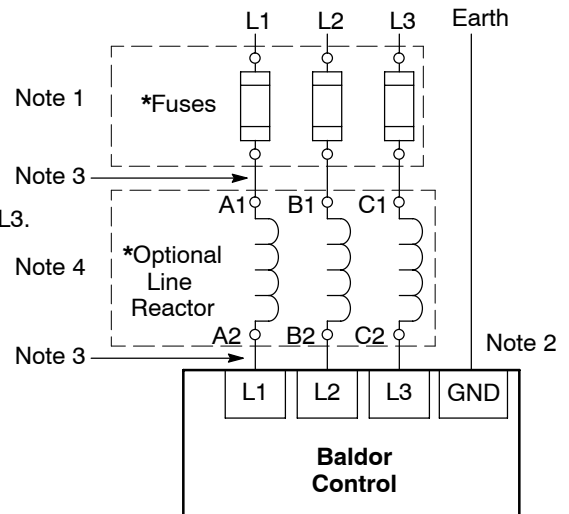 L1 L2 L3 Earth
Note 1
*Fuses
Note 3
A1 B1 C1
L3.
Note 4
*Optional
Line
Reactor
A2 B2 C2
Note 3
Note 2
L1 L2 L3 GND
Baldor
Control